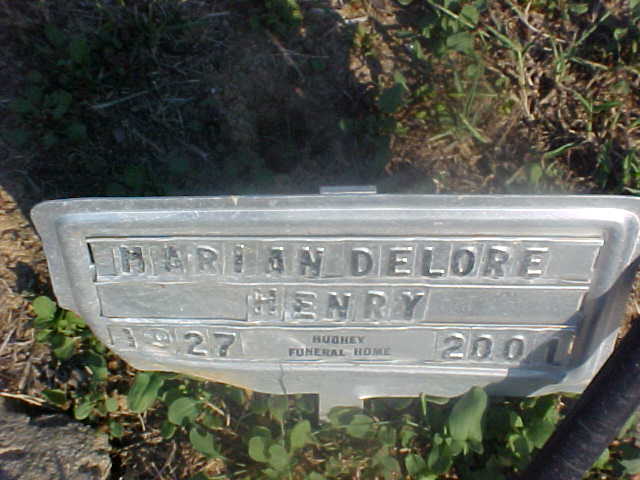 MARIAN DELORE
HENRY
1927
HUGHEY
FUNERAL HOME
2001